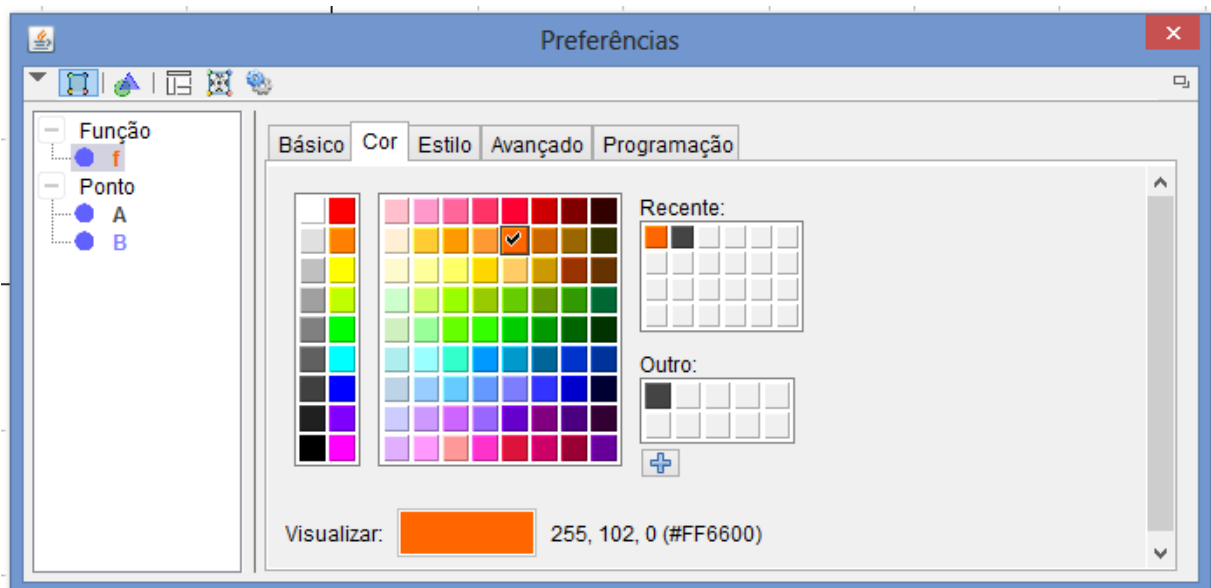 Preferências
Função
f
Ponto
A
B
Básico Cor Estilo Avançado Programação
Recente:
Outro:
Visualizar: 255, 102, 0 (#FF6600)